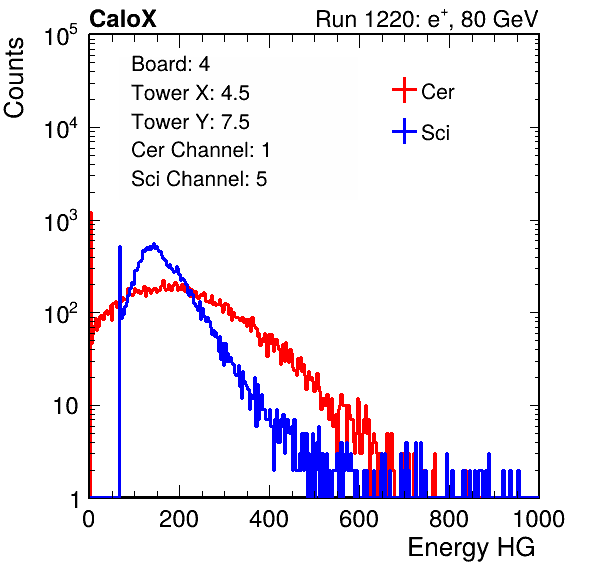 CaloX Run 1220: e⁺, 80 GeV
Counts
10⁵
10⁴
10³
10²
10
1
Board: 4
Tower X: 4.5
Tower Y: 7.5
Cer Channel: 1
Sci Channel: 5
Cer
Sci
0 200 400 600 800 1000
Energy HG